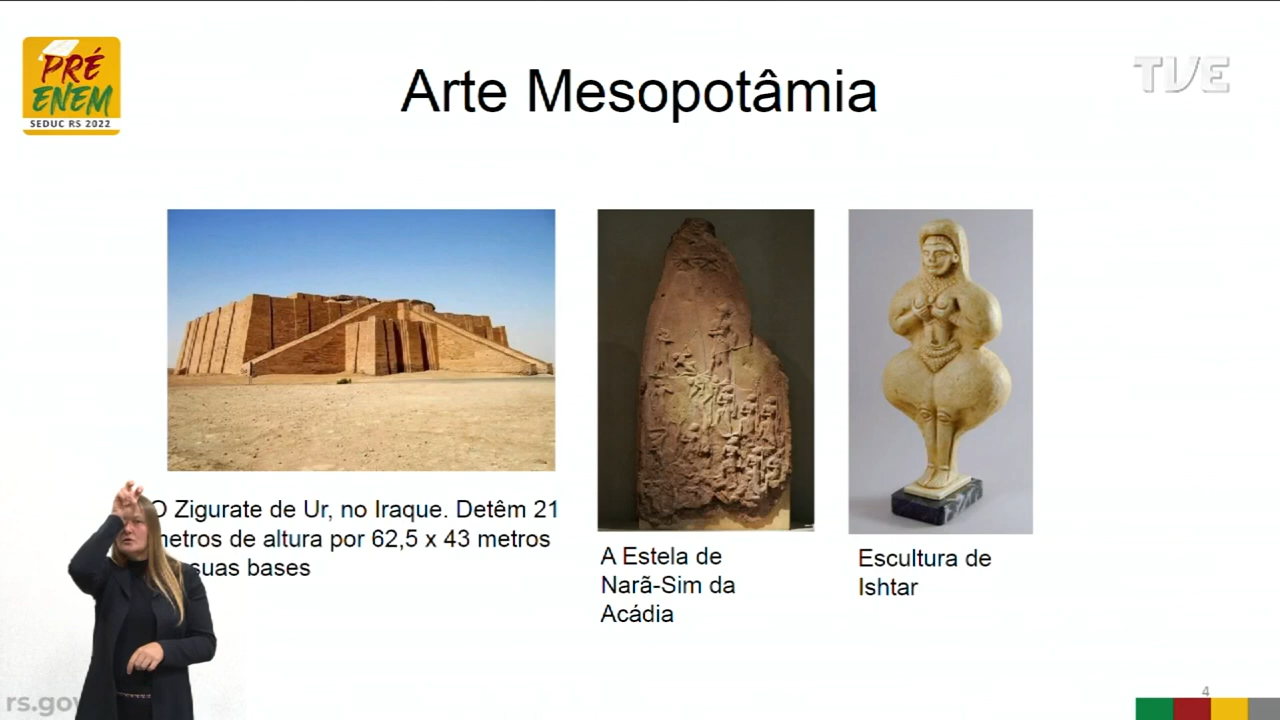 PRÉ
ENEM
SEDUC RS 2022
Arte Mesopotâmia
TVE
O Zigurate de Ur, no Iraque. Detêm 21
metros de altura por 62,5 x 43 metros
suas bases
A Estela de
Narã-Sim da
Acádia
Escultura de
Ishtar
rs.gov
4